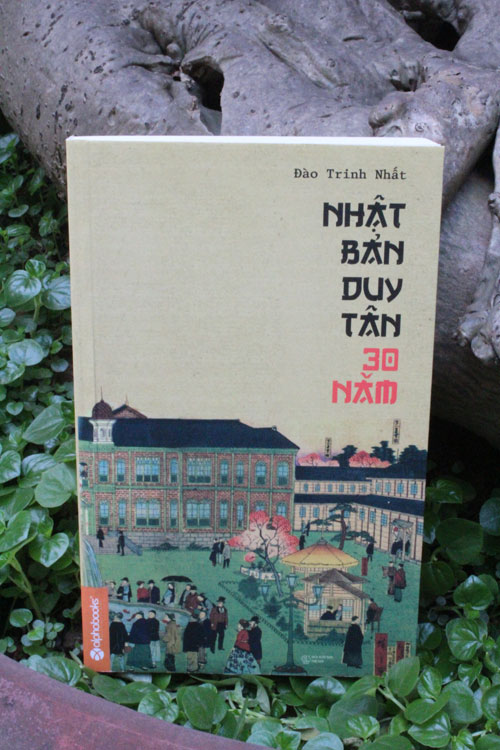 Đào Trinh Nhất
NHẬT
BẢN
DUY
TÂN
30
NĂM
alphabooks